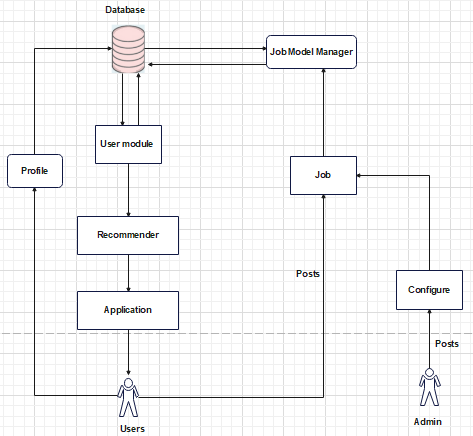 Database
Job Model Manager
User module
Profile
Job
Recommender
Posts
Configure
Application
Posts
Users
Admin